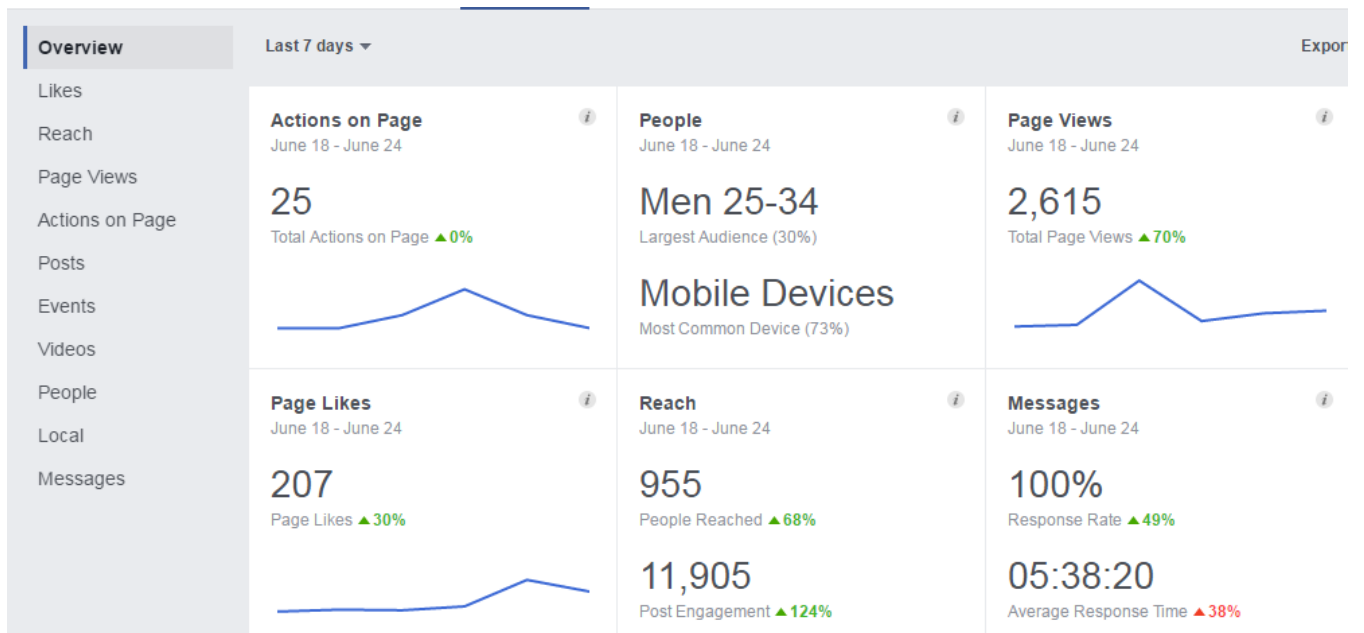 Overview
Likes
Reach
Page Views
Actions on Page
Posts
Events
Videos
People
Local
Messages
Last 7 days
Expor
Actions on Page
June 18 - June 24
25
Total Actions on Page 0%
People
June 18 - June 24
Men 25-34
Largest Audience (30%)
Mobile Devices
Most Common Device (73%)
Page Views
June 18 - June 24
2,615
Total Page Views 70%
Page Likes
June 18 - June 24
207
Page Likes 30%
Reach
June 18 - June 24
955
People Reached 68%
11,905
Post Engagement 124%
Messages
June 18 - June 24
100%
Response Rate 49%
05:38:20
Average Response Time 38%